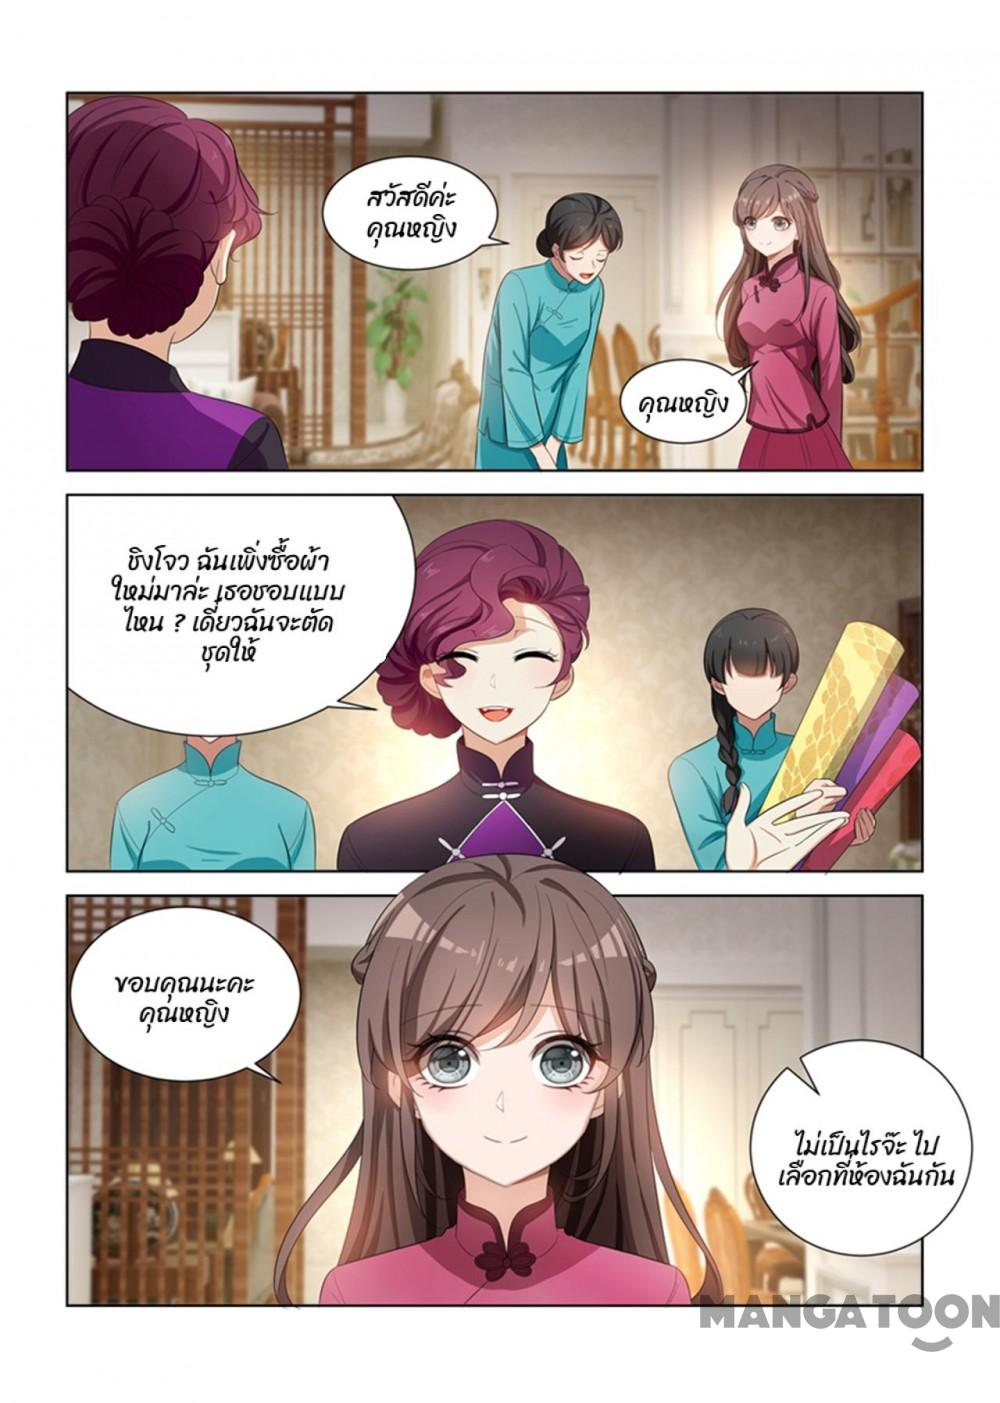 สวัสดีค่ะ
คุณหญิง
คุณหญิง
ชิงโจว ฉันเพิ่งซื้อผ้า
ใหม่มาล่ะ เธอชอบแบบ
ไหน ? เดี๋ยวฉันจะตัด
ชุดให้
ขอบคุณนะคะ
คุณหญิง
ไม่เป็นไรจ๊ะ ไป
เลือกที่ห้องฉันกัน
MANGATOON